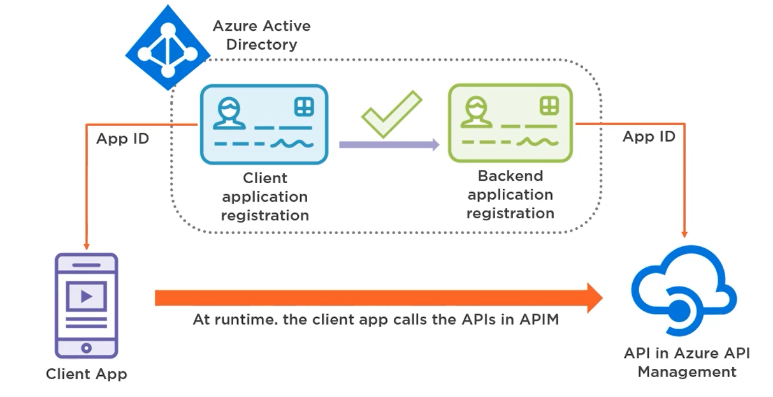 Azure Active
Directory
App ID
App ID
Client
application
registration
Backend
application
registration
At runtime. the client app calls the APIs in APIM
Client App
API in Azure API
Management